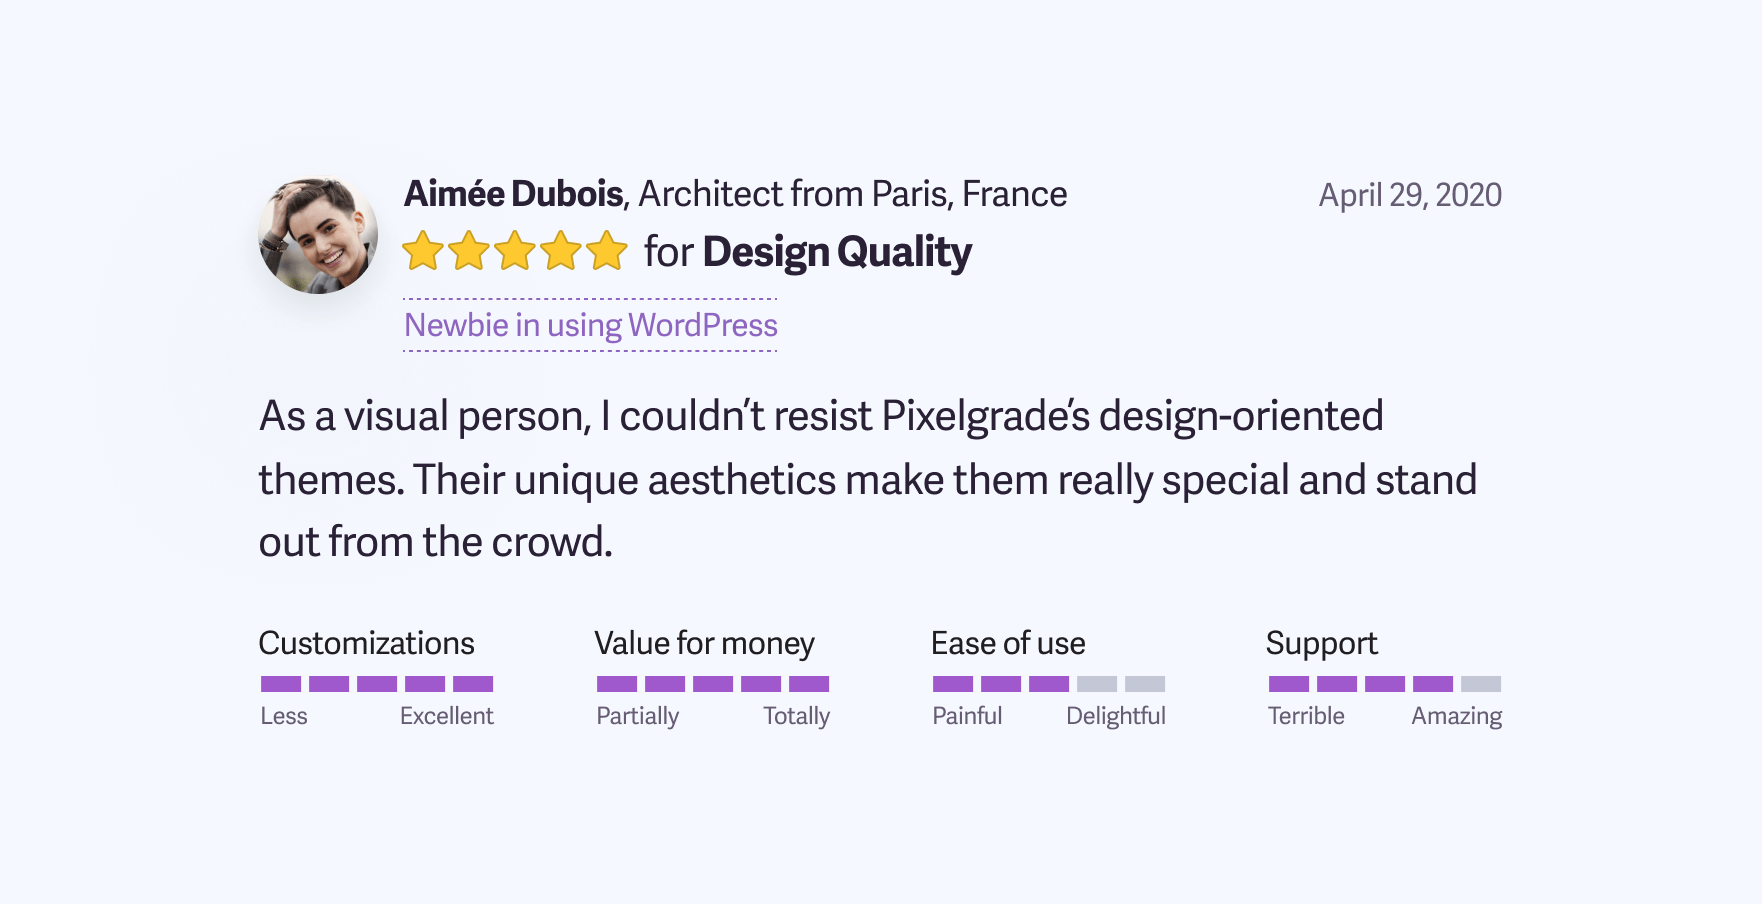 Aimée Dubois, Architect from Paris, France
April 29, 2020
for Design Quality
Newbie in using WordPress
As a visual person, I couldn’t resist Pixelgrade’s design-oriented
themes. Their unique aesthetics make them really special and stand
out from the crowd.
Customizations
Less Excellent
Value for money
Partially Totally
Ease of use
Painful Delightful
Support
Terrible Amazing